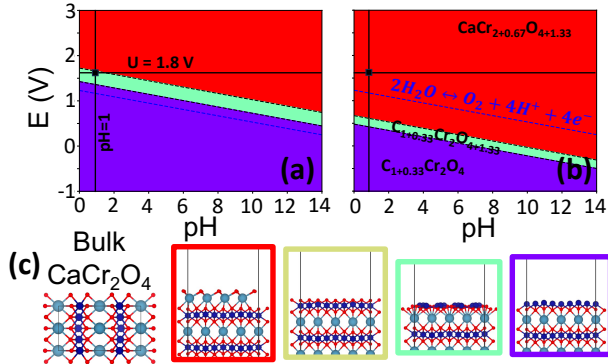 3
2
1
0
-1
E (V)
U = 1.8 V
pH=1
(a)
0 2 4 6 8 10 12 14
pH
CaCr2+0.67O4+1.33
2H₂O ↔ O₂ + 4H⁺ + 4e⁻
C1+0.33Cr2O4+1.33
C1+0.33Cr2O4
(b)
0 2 4 6 8 10 12 14
pH
(c)
Bulk
CaCr₂O₄